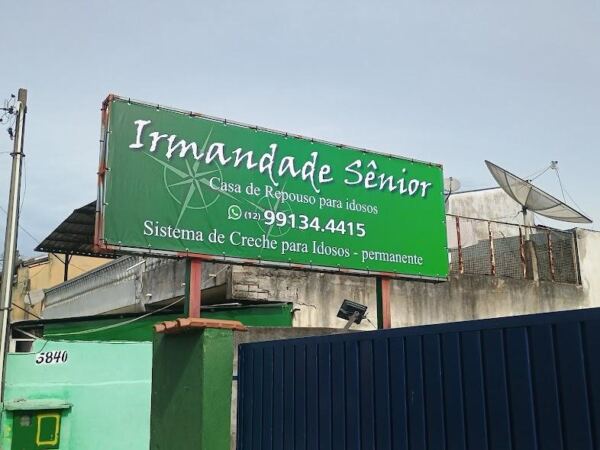 Irmandade Sênior
Casa de Repouso para idosos
(12) 99134.4415
Sistema de Creche para Idosos - permanente
3840